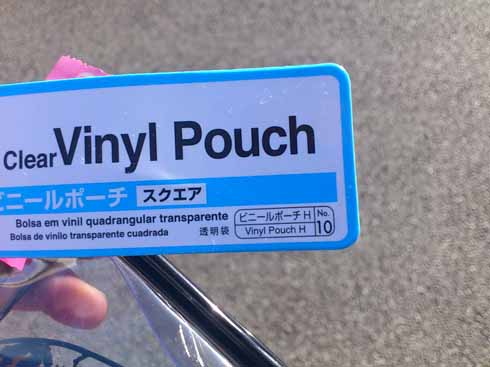 Clear Vinyl Pouch
ビニールポーチ スクエア
Bolsa em vinil quadrangular transparente
Bolsa de vinilo transparente cuadrada
透明袋
ビニールポーチ H
Vinyl Pouch H
No. 10